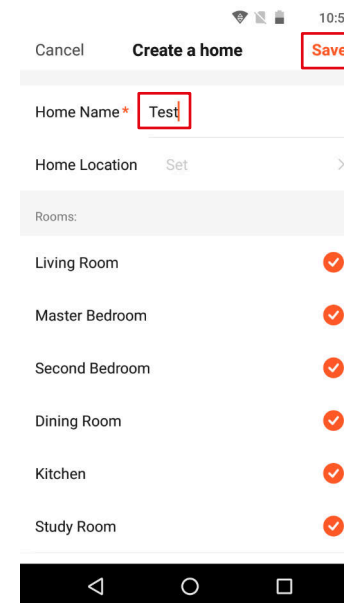 10:5
Cancel Create a home Save
Home Name* Test
Home Location Set
Rooms:
Living Room
Master Bedroom
Second Bedroom
Dining Room
Kitchen
Study Room